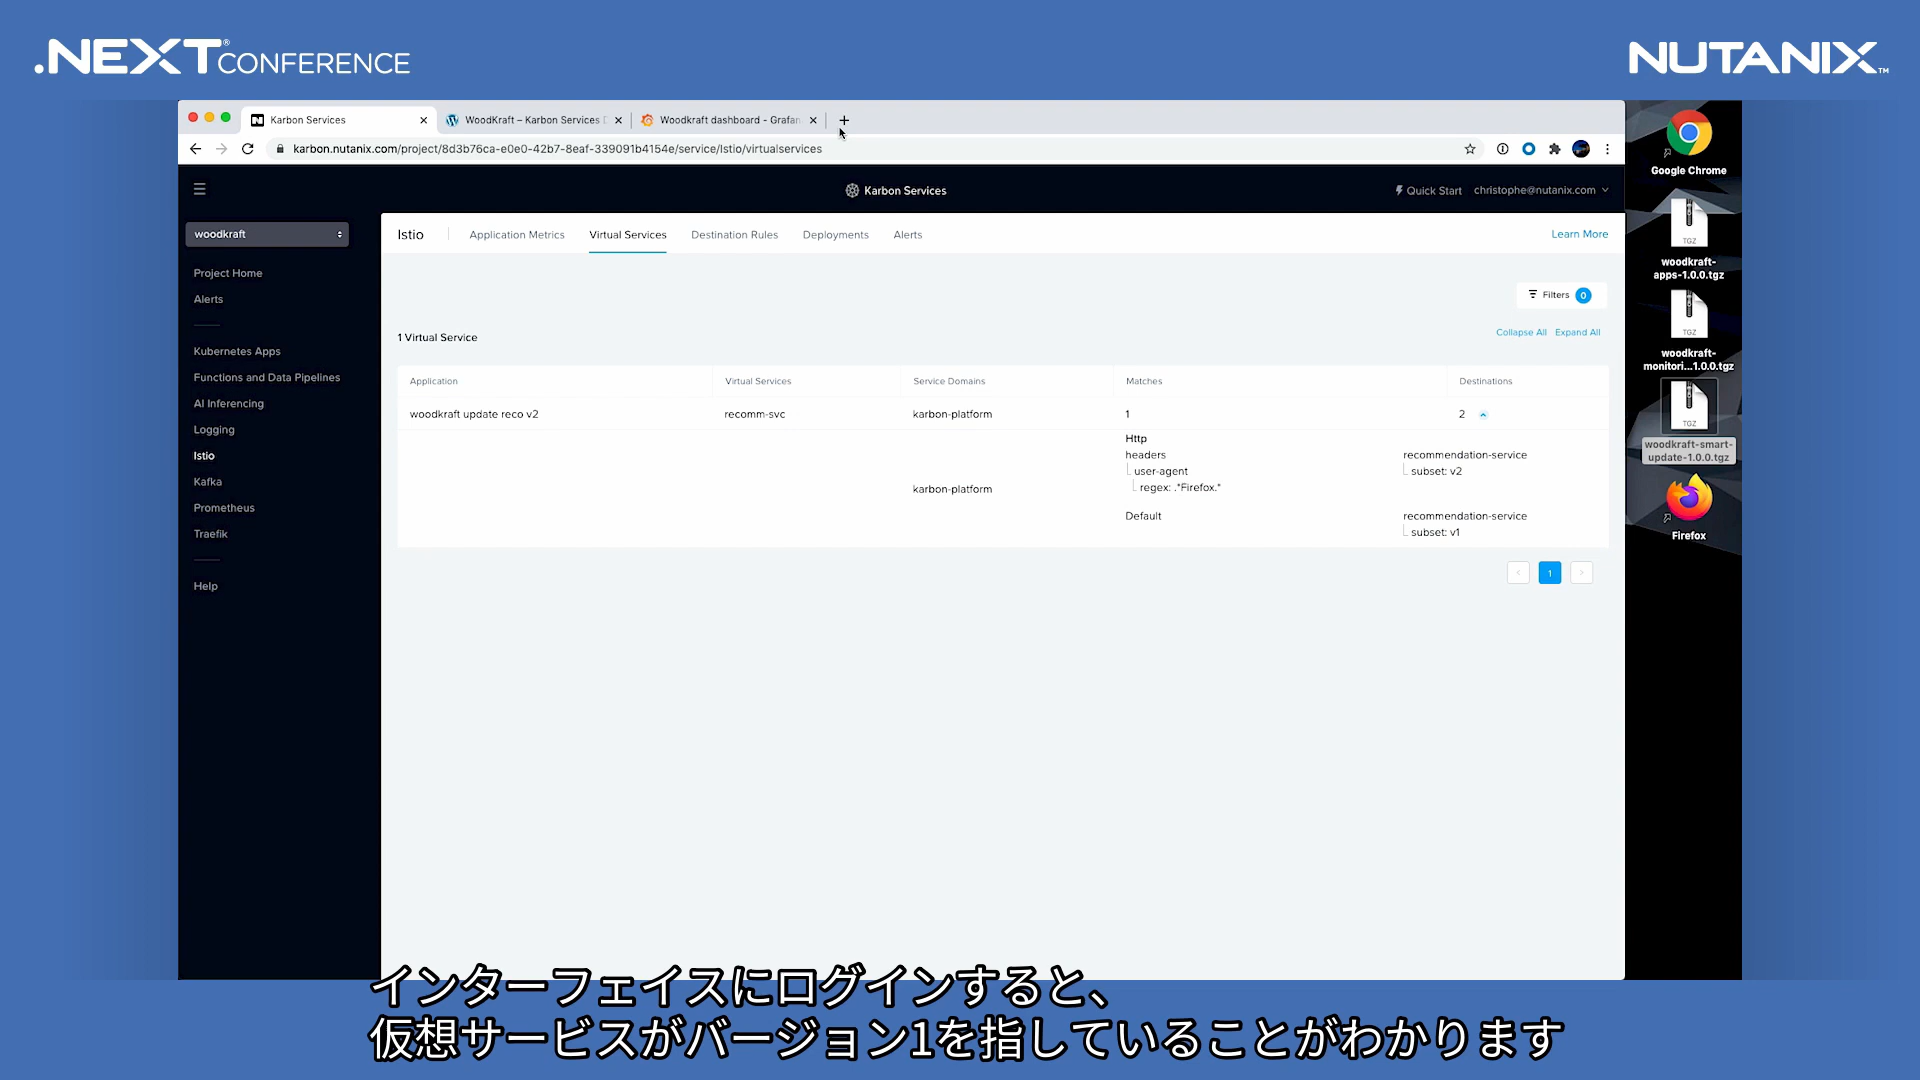 .NEXT® CONFERENCE
NUTANIX™
Karbon Services
WoodKraft – Karbon Services
Woodkraft dashboard - Grafan
karbon.nutanix.com/project/8d3b76ca-e0e0-42b7-8eaf-339091b4154e/service/Istio/virtualservices
Karbon Services
Quick Start
christophe@nutanix.com
woodkraft
Project Home
Alerts
Kubernetes Apps
Functions and Data Pipelines
AI Inferencing
Logging
Istio
Kafka
Prometheus
Traefik
Help
Istio
Application Metrics
Virtual Services
Destination Rules
Deployments
Alerts
Learn More
Filters 0
1 Virtual Service
Collapse All
Expand All
Application
Virtual Services
Service Domains
Matches
Destinations
woodkraft update reco v2
recomm-svc
karbon-platform
1
2
karbon-platform
Http
headers
user-agent
regex: .*Firefox.*
recommendation-service
subset: v2
Default
recommendation-service
subset: v1
< 1 >
Google Chrome
TGZ
woodkraft-
apps-1.0.0.tgz
TGZ
woodkraft-
monitori...1.0.0.tgz
TGZ
woodkraft-smart-
update-1.0.0.tgz
Firefox
インターフェイスにログインすると、
仮想サービスがバージョン1を指していることがわかります